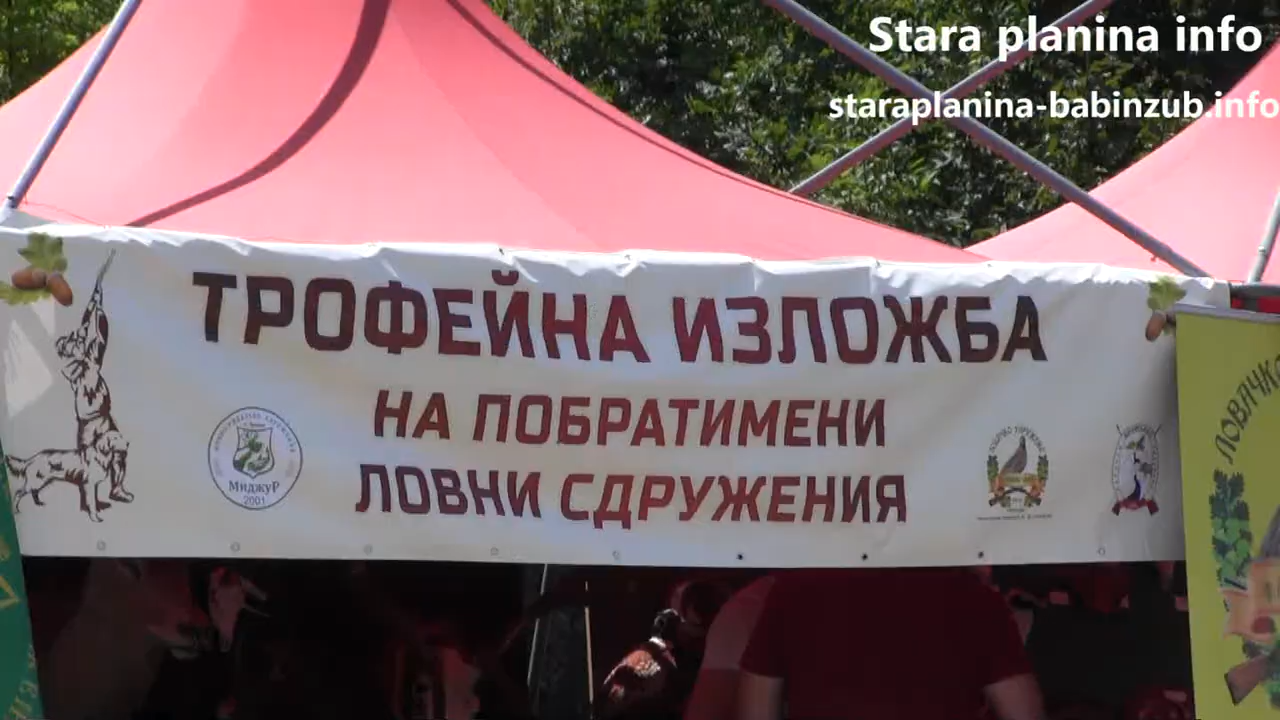 Stara planina info
staraplanina-babinzub.info
ТРОФЕЙНА ИЗЛОЖБА
НА ПОБРАТИМЕНИ
ЛОВНИ СДРУЖЕНИЯ
МиджуР
2001